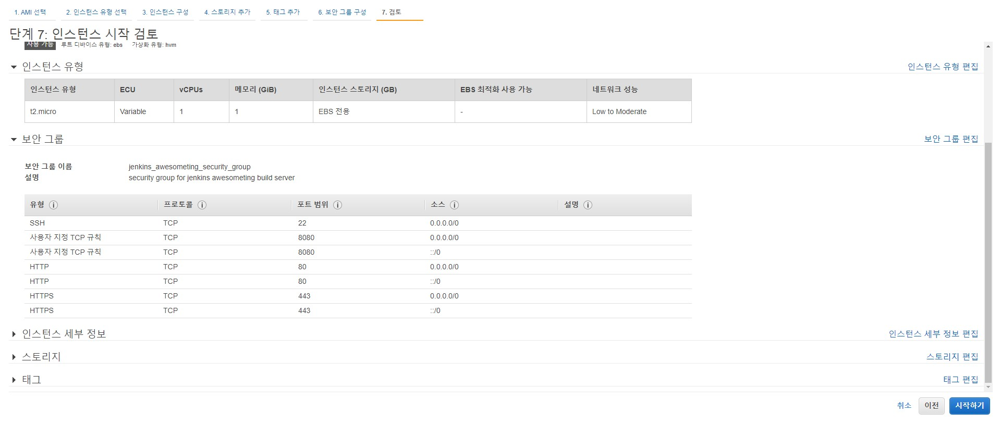 1. AMI 선택 2. 인스턴스 유형 선택 3. 인스턴스 구성 4. 스토리지 추가 5. 태그 추가 6. 보안 그룹 구성 7. 검토
단계 7: 인스턴스 시작 검토
사용 가능 루트 디바이스 유형: ebs 가상화 유형: hvm
인스턴스 유형 인스턴스 유형 편집
인스턴스 유형 ECU vCPUs 메모리 (GiB) 인스턴스 스토리지 (GB) EBS 최적화 사용 가능 네트워크 성능
t2.micro Variable 1 1 EBS 전용 - Low to Moderate
보안 그룹 보안 그룹 편집
보안 그룹 이름 jenkins_awesometing_security_group
설명 security group for jenkins awesometing build server
유형 i 프로토콜 i 포트 범위 i 소스 i 설명 i
SSH TCP 22 0.0.0.0/0
사용자 지정 TCP 규칙 TCP 8080 0.0.0.0/0
사용자 지정 TCP 규칙 TCP 8080 ::/0
HTTP TCP 80 0.0.0.0/0
HTTP TCP 80 ::/0
HTTPS TCP 443 0.0.0.0/0
HTTPS TCP 443 ::/0
인스턴스 세부 정보 인스턴스 세부 정보 편집
스토리지 스토리지 편집
태그 태그 편집
취소 이전 시작하기